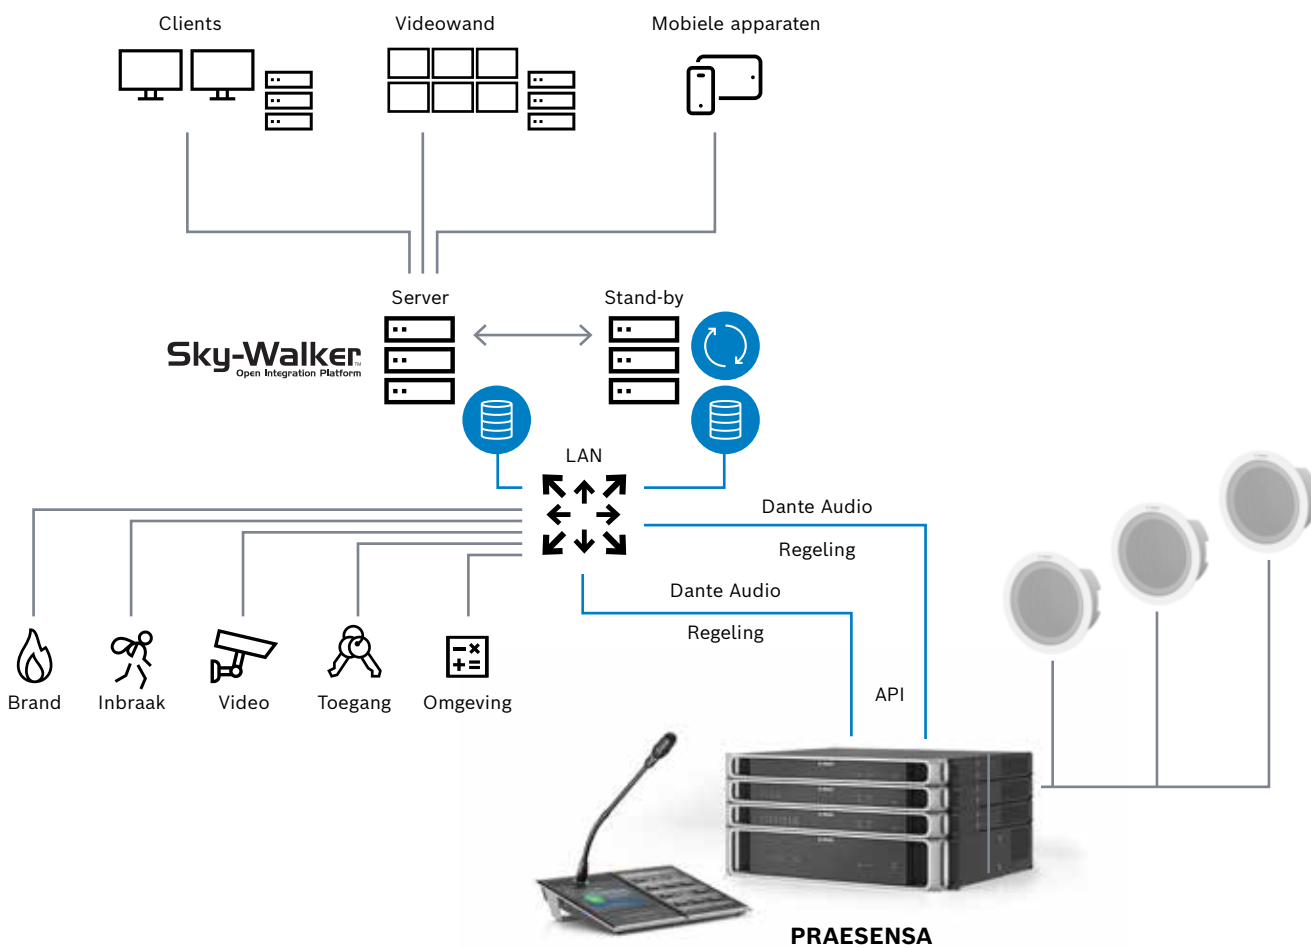 Clients
Videowand
Mobiele apparaten
Server
Stand-by
Sky-Walker™
Open Integration Platform
LAN
Dante Audio
Regeling
Dante Audio
Regeling
API
Brand
Inbraak
Video
Toegang
Omgeving
PRAESENSA